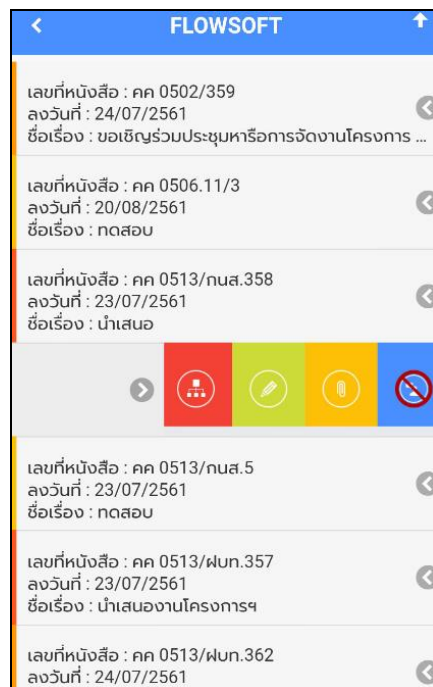 FLOWSOFT
เลขที่หนังสือ : คค 0502/359
ลงวันที่ : 24/07/2561
ชื่อเรื่อง : ขอเชิญร่วมประชุมหารือการจัดงานโครงการ ...
เลขที่หนังสือ : คค 0506.11/3
ลงวันที่ : 20/08/2561
ชื่อเรื่อง : ทดสอบ
เลขที่หนังสือ : คค 0513/กนส.358
ลงวันที่ : 23/07/2561
ชื่อเรื่อง : นำเสนอ
เลขที่หนังสือ : คค 0513/กนส.5
ลงวันที่ : 23/07/2561
ชื่อเรื่อง : ทดสอบ
เลขที่หนังสือ : คค 0513/ฝบท.357
ลงวันที่ : 23/07/2561
ชื่อเรื่อง : นำเสนองานโครงการฯ
เลขที่หนังสือ : คค 0513/ฝบท.362
ลงวันที่ : 24/07/2561